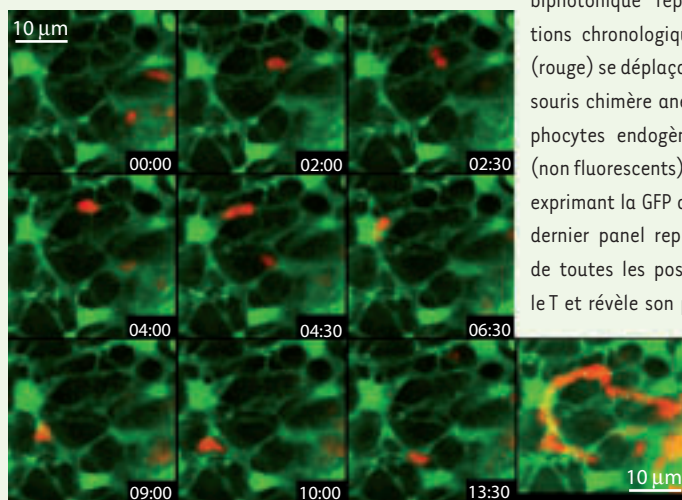 10 µm
00:00
02:00
02:30
04:00
04:30
06:30
09:00
10:00
13:30
10 µm
biphotonique
tions chronologiqu
(rouge) se déplaça
souris chimère
phocytes endogèn
(non fluorescents)
exprimant la GFP
dernier panel rep
de toutes les pos
le T et révèle son